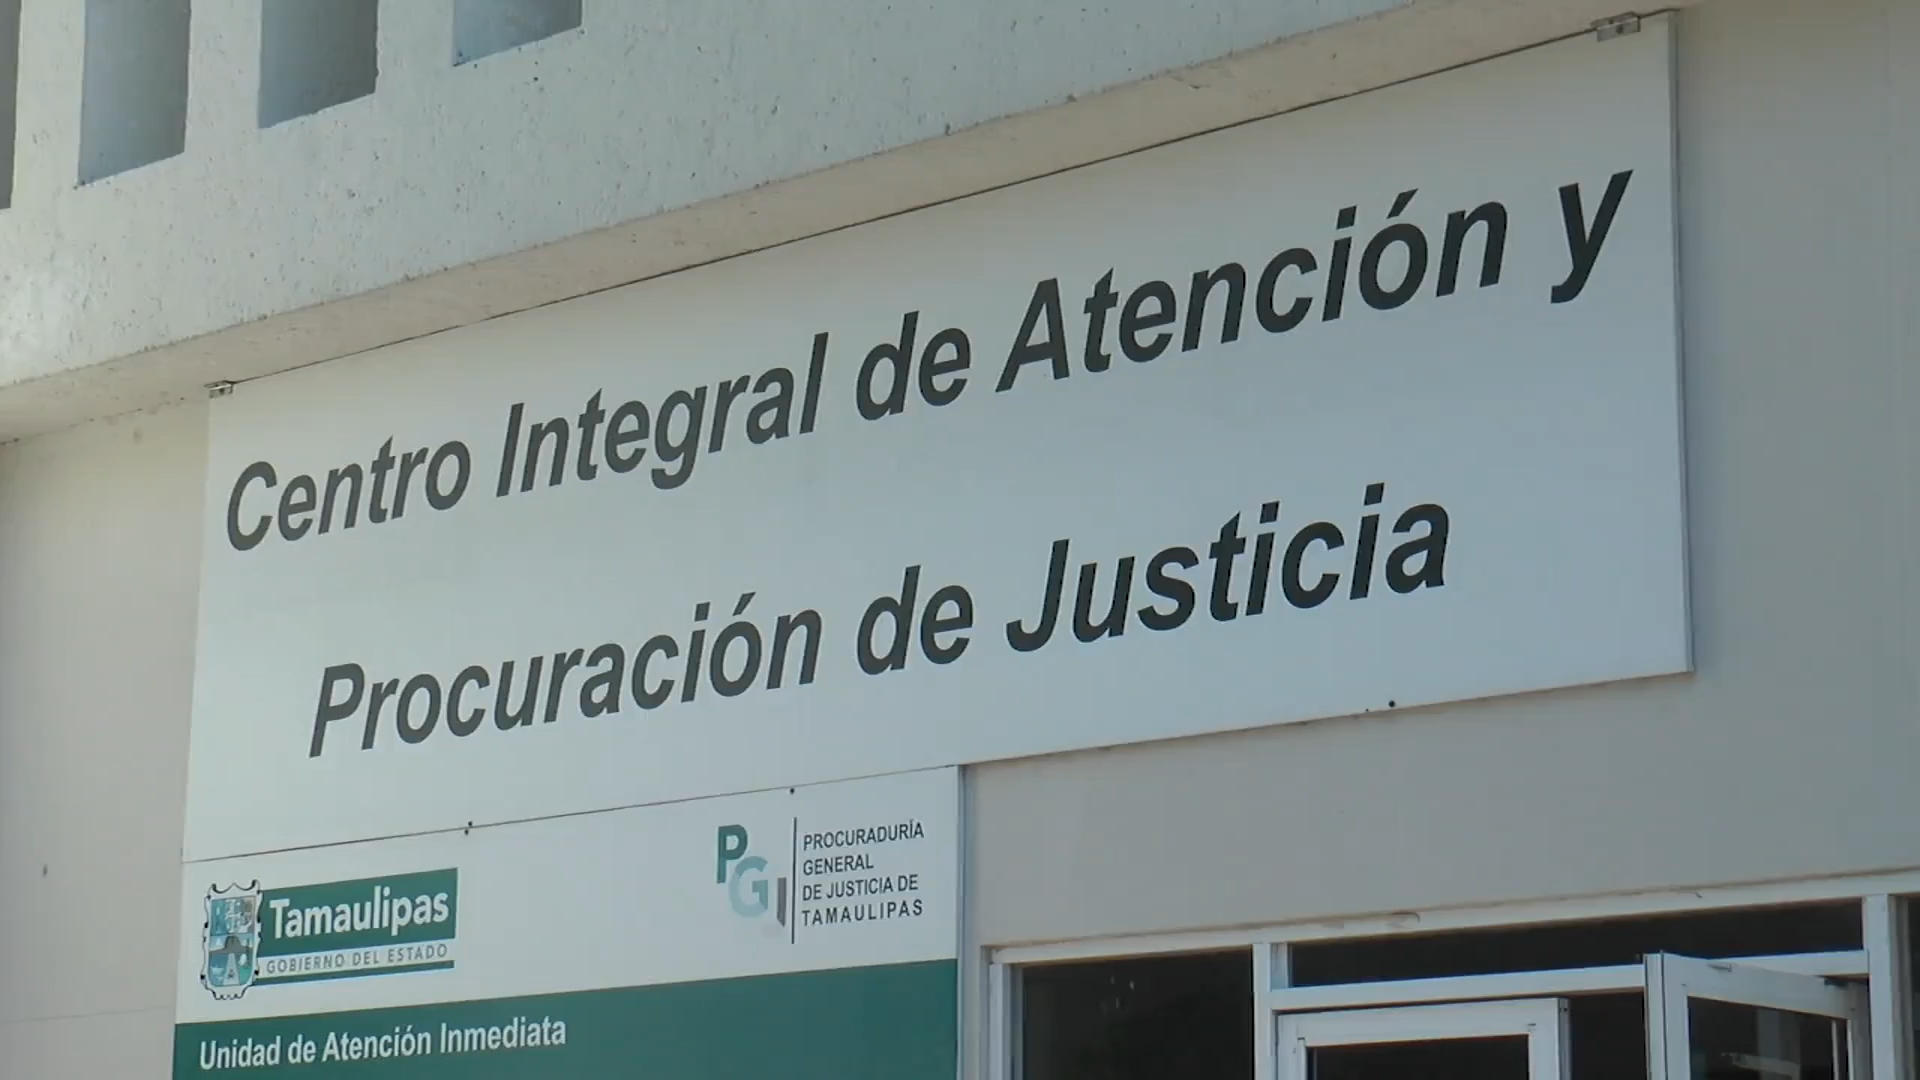 Centro Integral de Atención y
Procuración de Justicia
Tamaulipas
GOBIERNO DEL ESTADO
PGJ
PROCURADURÍA
GENERAL
DE JUSTICIA DE
TAMAULIPAS
Unidad de Atención Inmediata